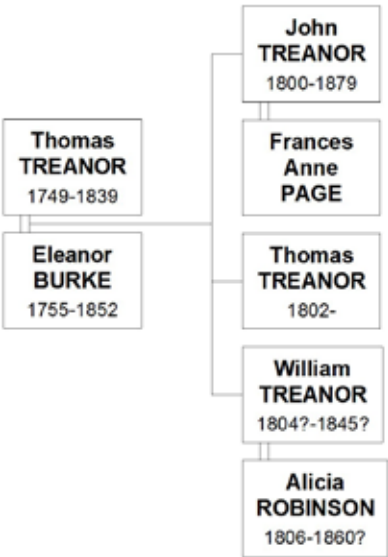 John
TREANOR
1800-1879
Frances
Anne
PAGE
Thomas
TREANOR
1749-1839
Eleanor
BURKE
1755-1852
Thomas
TREANOR
1802-
William
TREANOR
1804?-1845?
Alicia
ROBINSON
1806-1860?